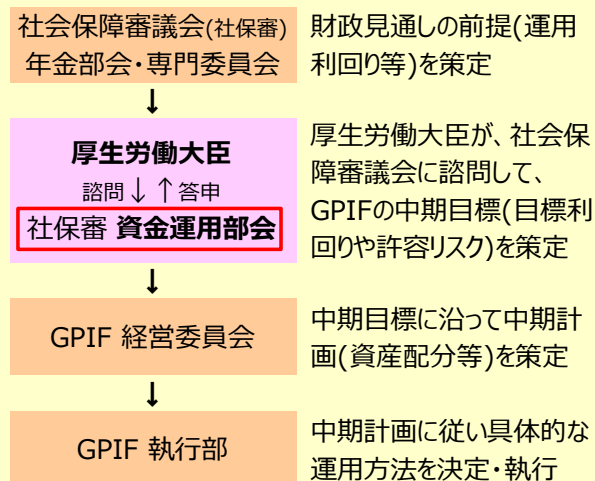 社会保障審議会(社保審)
年金部会・専門委員会
財政見通しの前提(運用
利回り等)を策定
↓
厚生労働大臣
諮問↓↑答申
社保審 資金運用部会
厚生労働大臣が、社会保
障審議会に諮問して、
GPIFの中期目標(目標利
回りや許容リスク)を策定
↓
GPIF 経営委員会
中期目標に沿って中期計
画(資産配分等)を策定
↓
GPIF 執行部
中期計画に従い具体的な
運用方法を決定・執行